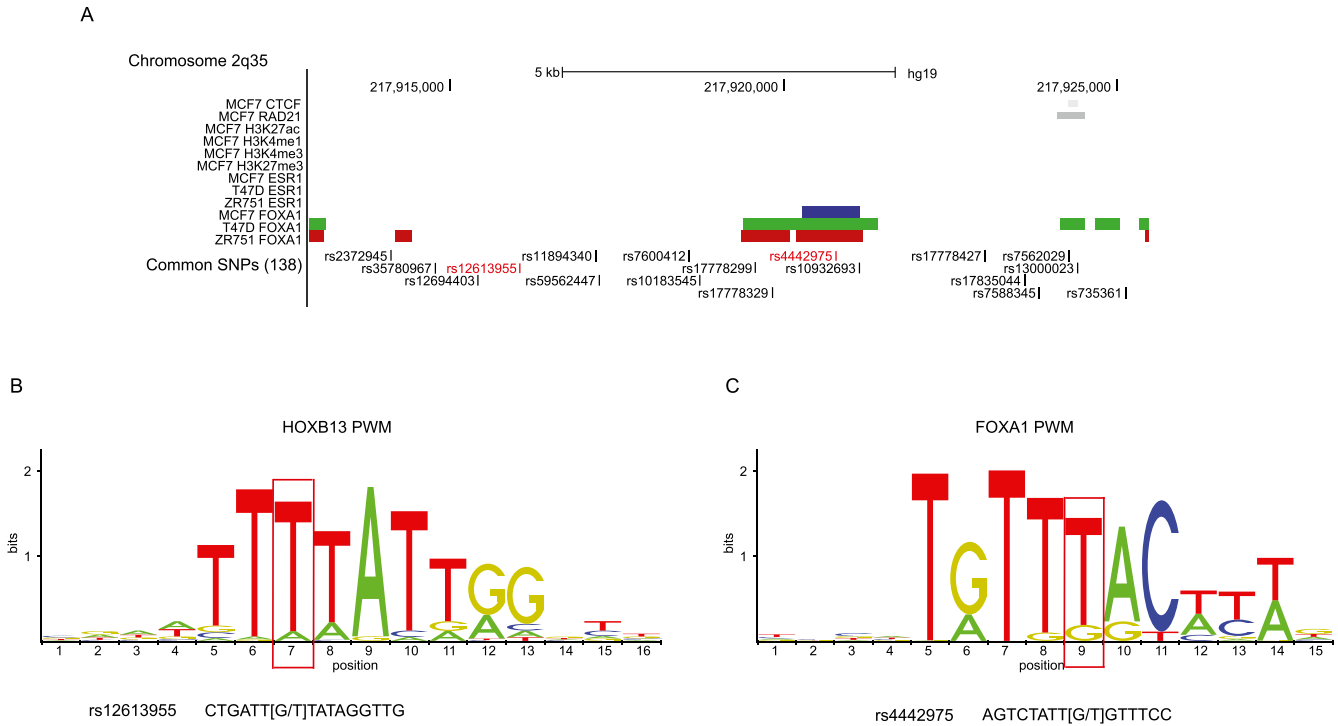 A
Chromosome 2q35
5 kb hg19
217,915,000 217,920,000 217,925,000
MCF7 CTCF
MCF7 RAD21
MCF7 H3K27ac
MCF7 H3K4me1
MCF7 H3K4me3
MCF7 H3K27me3
MCF7 ESR1
T47D ESR1
ZR751 ESR1
MCF7 FOXA1
T47D FOXA1
ZR751 FOXA1
Common SNPs (138)
rs2372945 rs11894340 rs7600412 rs4442975 rs17778427 rs7562029
rs35780967 rs12613955 rs17778299 rs10932693 rs13000023
rs12694403 rs59562447 rs10183545 rs17835044
rs17778329 rs7588345 rs735361
B
HOXB13 PWM
2
bits
1
T T T T A T T G G
1 2 3 4 5 6 7 8 9 10 11 12 13 14 15 16
position
rs12613955 CTGATT[G/T]TATAGGTTG
C
FOXA1 PWM
2
bits
1
T G T T T A C T T T
A G G T A C A
1 2 3 4 5 6 7 8 9 10 11 12 13 14 15
position
rs4442975 AGTCTATT[G/T]GTTTCC